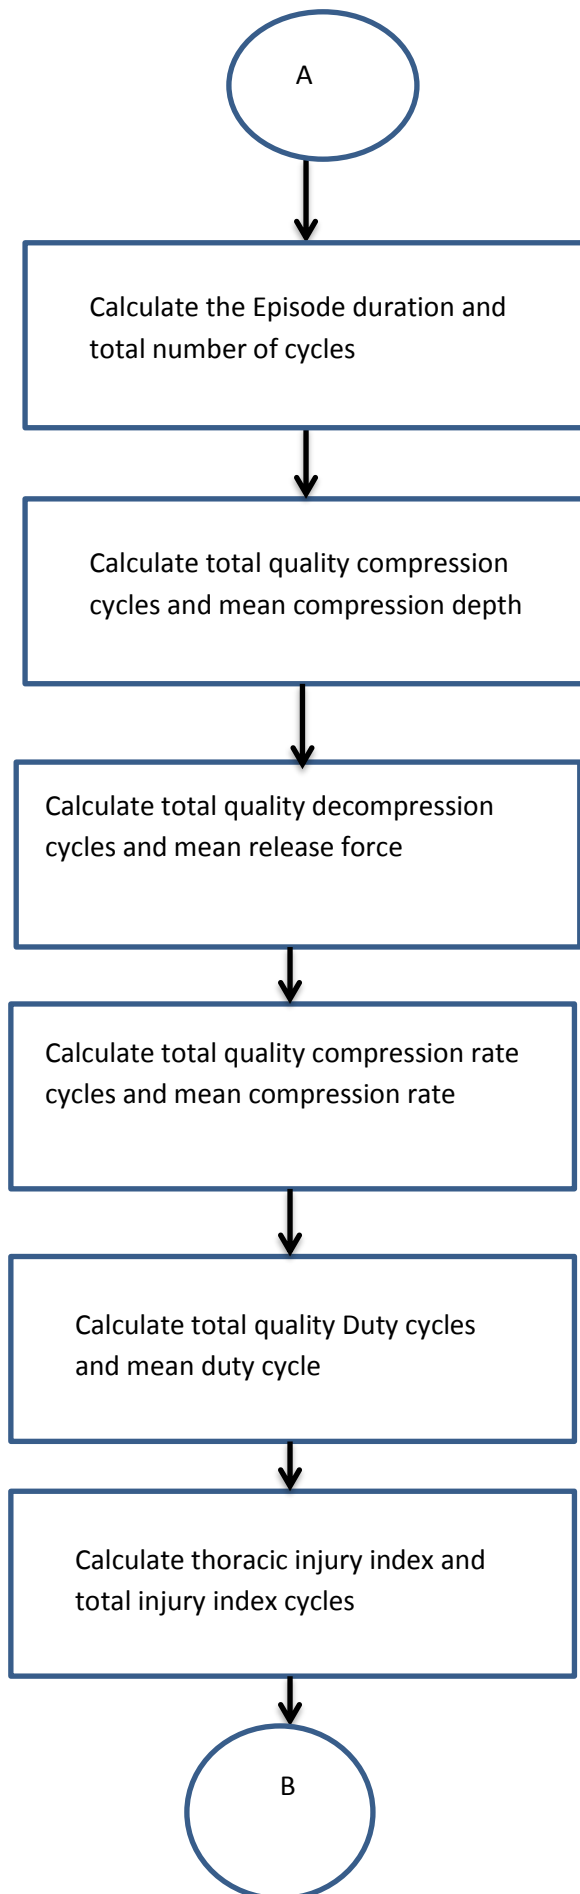 A
Calculate the Episode duration and
total number of cycles
Calculate total quality compression
cycles and mean compression depth
Calculate total quality decompression
cycles and mean release force
Calculate total quality compression rate
cycles and mean compression rate
Calculate total quality Duty cycles
and mean duty cycle
Calculate thoracic injury index and
total injury index cycles
B